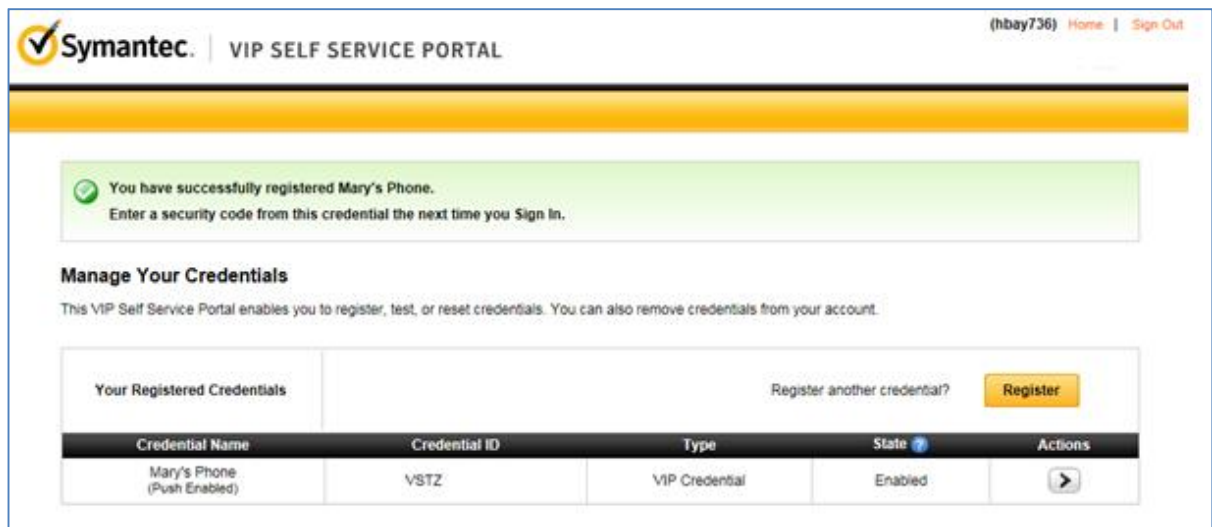 (hbay736) Home | Sign Out
Symantec. | VIP SELF SERVICE PORTAL
You have successfully registered Mary's Phone.
Enter a security code from this credential the next time you Sign In.
Manage Your Credentials
This VIP Self Service Portal enables you to register, test, or reset credentials. You can also remove credentials from your account.
Your Registered Credentials Register another credential? Register
Credential Name Credential ID Type State ? Actions
Mary's Phone VSTZ VIP Credential Enabled >
(Push Enabled)